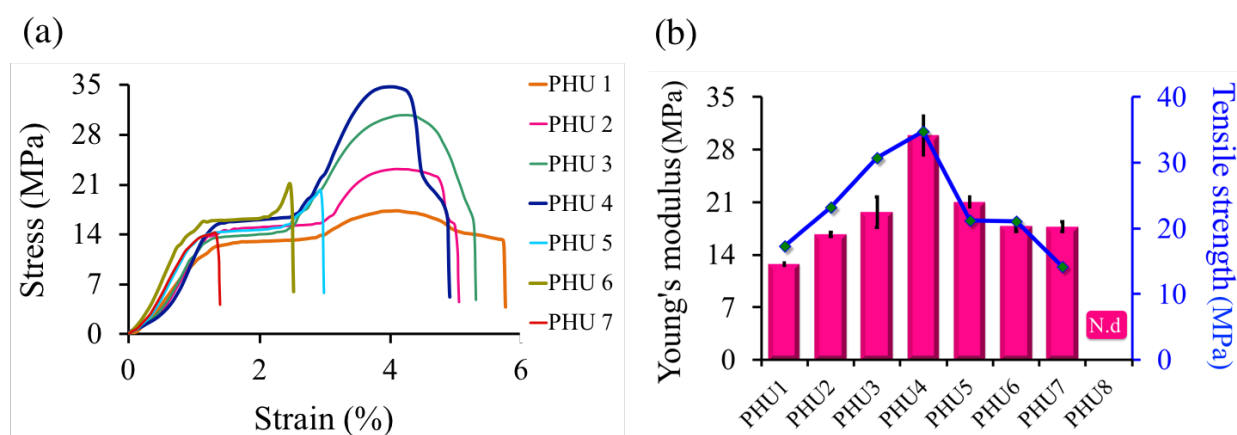 (a)
Stress (MPa)
35
28
21
14
7
0
0
2
4
6
Strain (%)
PHU 1
PHU 2
PHU 3
PHU 4
PHU 5
PHU 6
PHU 7
(b)
Young's modulus (MPa)
35
28
21
14
7
0
N.d
PHU1
PHU2
PHU3
PHU4
PHU5
PHU6
PHU7
PHU8
40
30
20
10
0
Tensile strength (MPa)